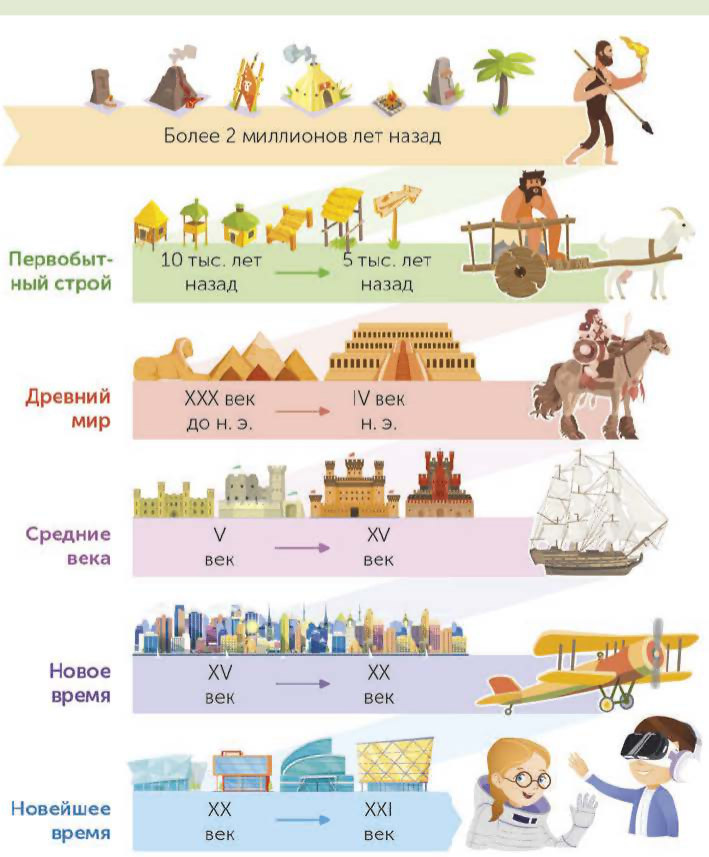 Более 2 миллионов лет назад
Первобыт-
ный строй
10 тыс. лет
назад
5 тыс. лет
назад
Древний
мир
XXX век
до н. э.
IV век
н. э.
Средние
века
V
век
XV
век
Новое
время
XV
век
XX
век
Новейшее
время
XX
век
XXI
век